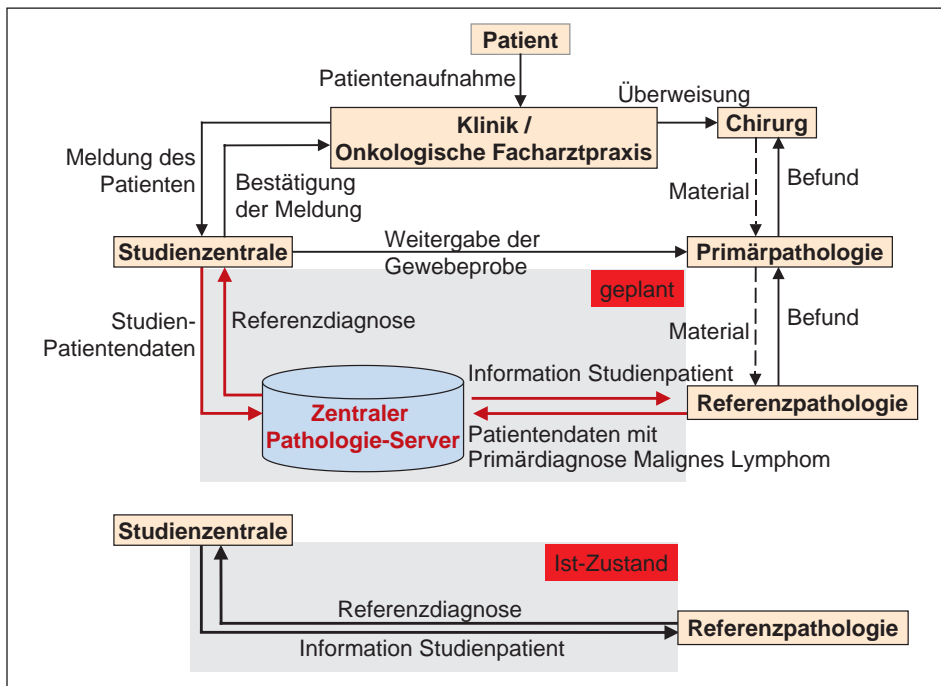 Patient
Patientenaufnahme
Überweisung
Klinik /
Onkologische Facharztpraxis
Chirurg
Meldung des
Patienten
Bestätigung
der Meldung
Material
Befund
Studienzentrale
Weitergabe der
Gewebeprobe
Primärpathologie
geplant
Studien-
Patientendaten
Referenzdiagnose
Material
Befund
Information Studienpatient
Zentraler
Pathologie-Server
Referenzpathologie
Patientendaten mit
Primärdiagnose Malignes Lymphom
Studienzentrale
Ist-Zustand
Referenzdiagnose
Referenzpathologie
Information Studienpatient